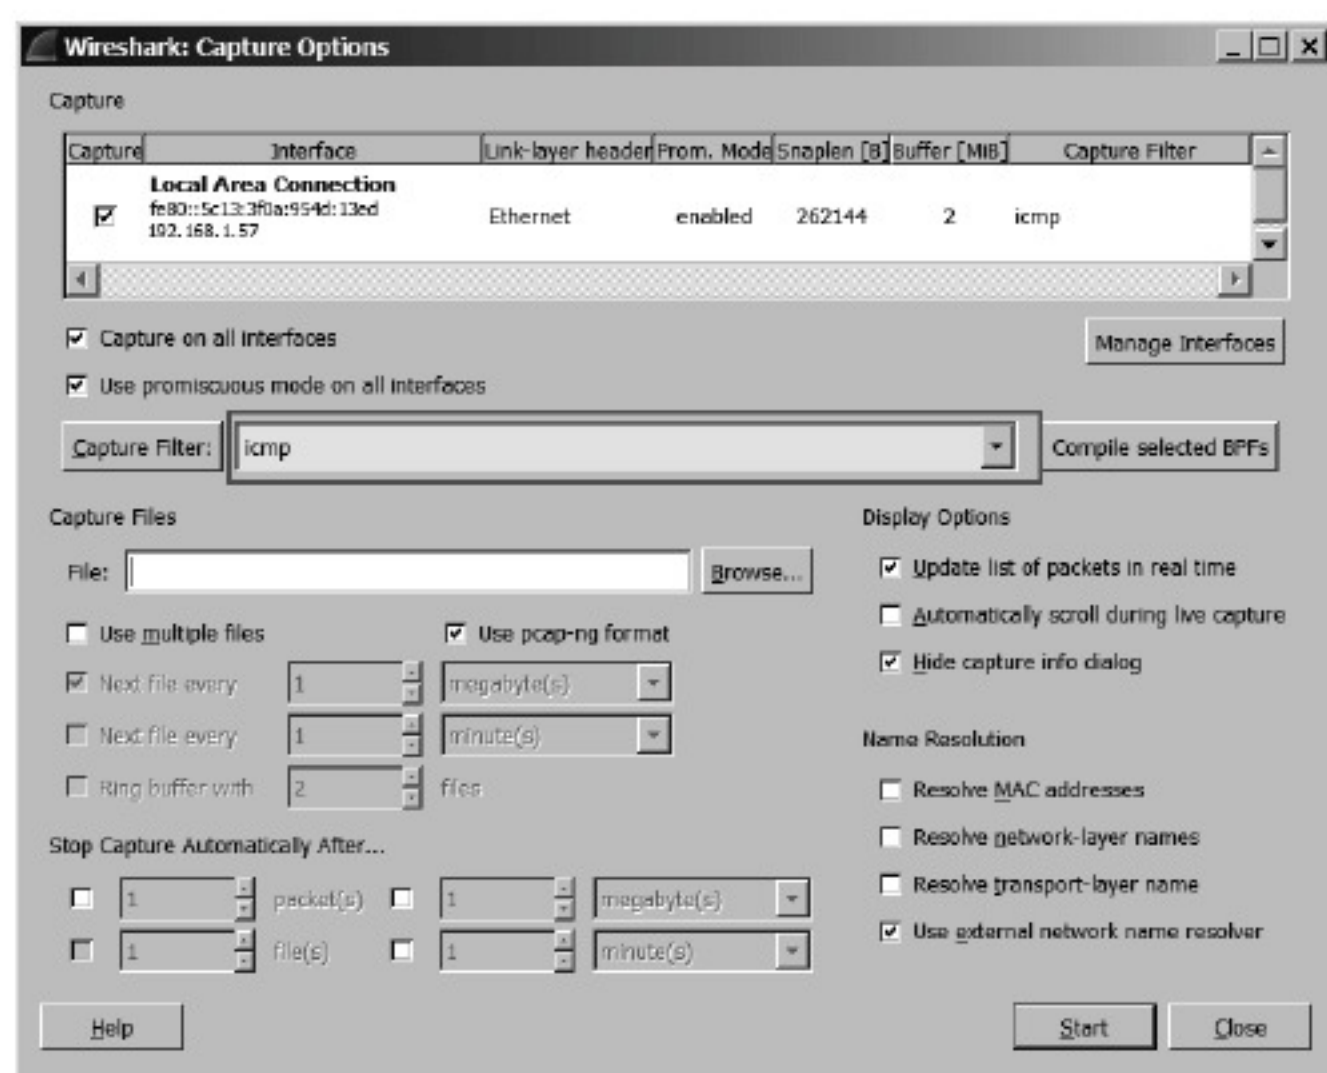 Wireshark: Capture Options
Capture
Capture Interface Link-layer header Prom. Mode Snaplen [B] Buffer [MiB] Capture Filter
Local Area Connection
fe80::5c13:3f0a:954d:13ed
192.168.1.57
Ethernet enabled 262144 2 icmp
Capture on all interfaces
Manage Interfaces
Use promiscuous mode on all interfaces
Capture Filter: icmp Compile selected BPFs
Capture Files
File: Browse...
Use multiple files Use pcap-ng format
Next file every 1 megabyte(s)
Next file every 1 minute(s)
Ring buffer with 2 files
Stop Capture Automatically After...
1 packet(s) 1 megabyte(s)
1 file(s) 1 minute(s)
Display Options
Update list of packets in real time
Automatically scroll during live capture
Hide capture info dialog
Name Resolution
Resolve MAC addresses
Resolve network-layer names
Resolve transport-layer name
Use external network name resolver
Help Start Close